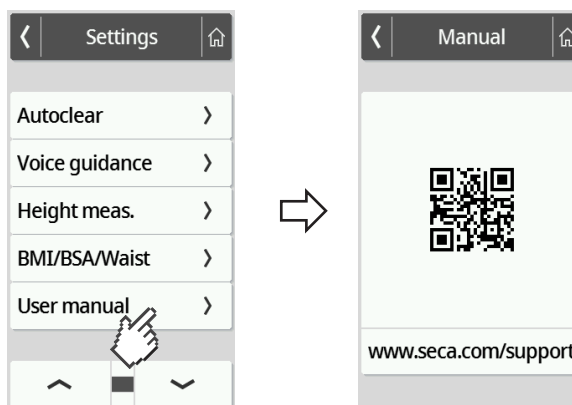 Settings
Autoclear
Voice guidance
Height meas.
BMI/BSA/Waist
User manual
Manual
www.seca.com/support